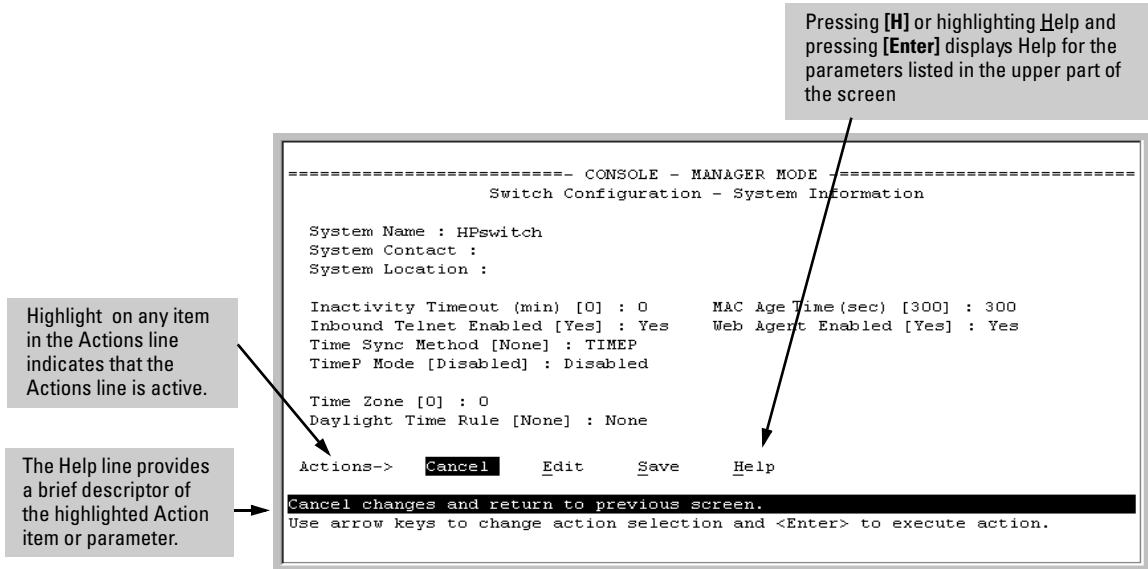 Pressing [H] or highlighting Help and
pressing [Enter] displays Help for the
parameters listed in the upper part of
the screen
==========================- CONSOLE - MANAGER MODE -============================
Switch Configuration - System Information
System Name : HPswitch
System Contact :
System Location :
Inactivity Timeout (min) [0] : 0 MAC Age Time (sec) [300] : 300
Inbound Telnet Enabled [Yes] : Yes Web Agent Enabled [Yes] : Yes
Time Sync Method [None] : TIMEP
TimeP Mode [Disabled] : Disabled
Time Zone [0] : 0
Daylight Time Rule [None] : None
Actions-> Cancel Edit Save Help
Cancel changes and return to previous screen.
Use arrow keys to change action selection and <Enter> to execute action.
Highlight on any item
in the Actions line
indicates that the
Actions line is active.
The Help line provides
a brief descriptor of
the highlighted Action
item or parameter.